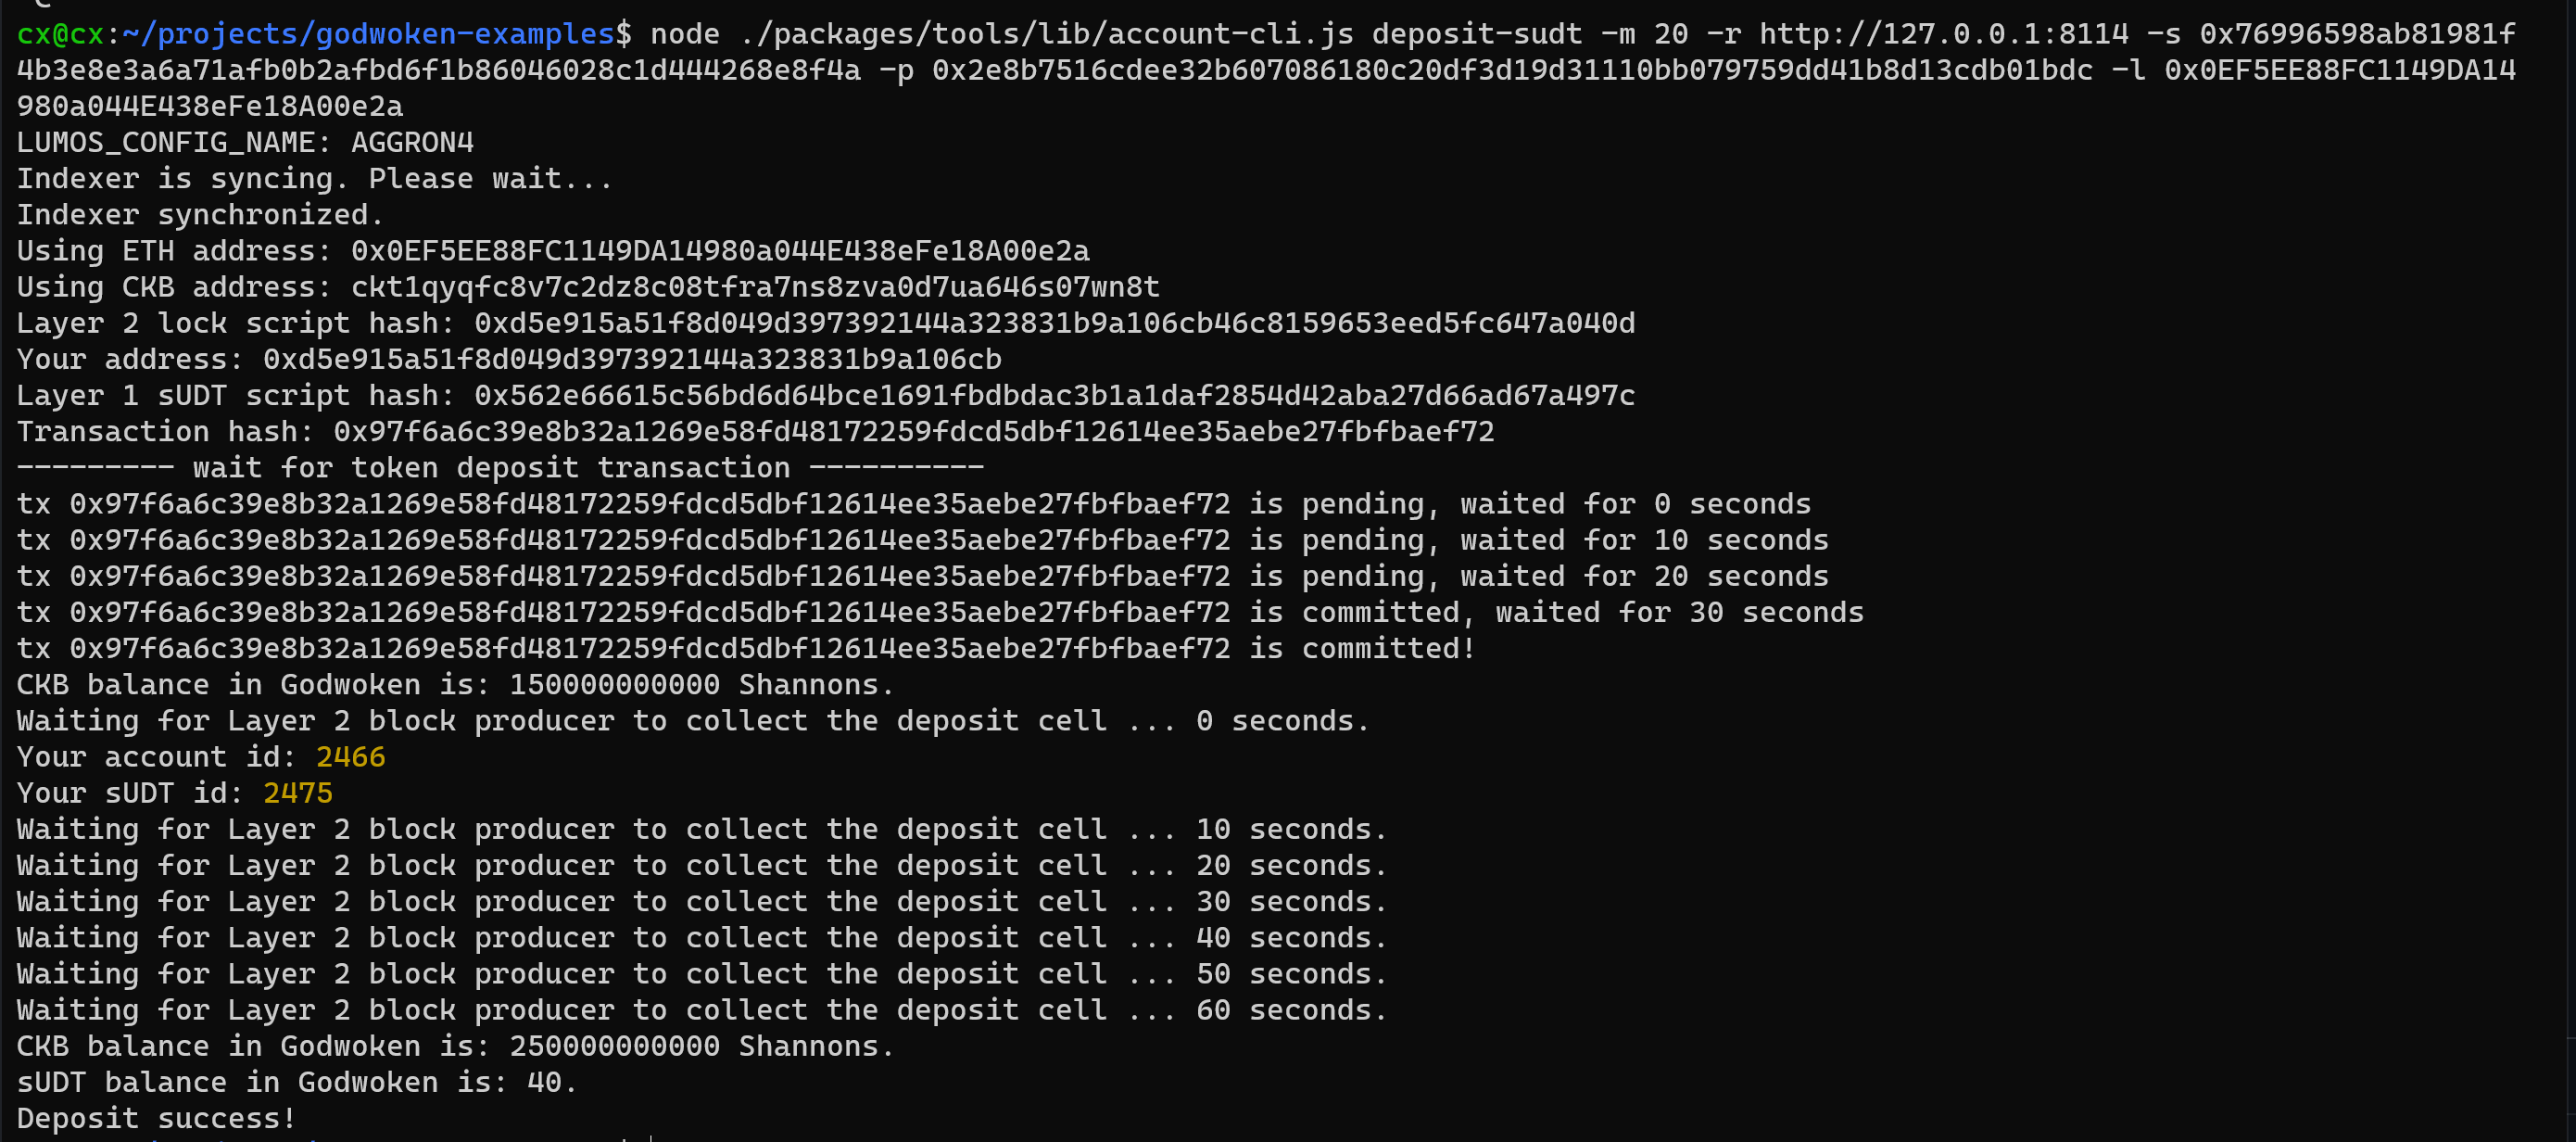 cx@cx:~/projects/godwoken-examples$ node ./packages/tools/lib/account-cli.js deposit-sudt -m 20 -r http://127.0.0.1:8114 -s 0x76996598ab81981f
4b3e8e3a6a71afb0b2afbd6f1b86046028c1d444268e8f4a -p 0x2e8b7516cdee32b607086180c20df3d19d31110bb079759dd41b8d13cdb01bdc -l 0x0EF5EE88FC1149DA14
980a044E438eFe18A00e2a
LUMOS_CONFIG_NAME: AGGRON4
Indexer is syncing. Please wait...
Indexer synchronized.
Using ETH address: 0x0EF5EE88FC1149DA14980a044E438eFe18A00e2a
Using CKB address: ckt1qyqfc8v7c2dz8c08tfra7ns8zva0d7ua646s07wn8t
Layer 2 lock script hash: 0xd5e915a51f8d049d397392144a323831b9a106cb46c8159653eed5fc647a040d
Your address: 0xd5e915a51f8d049d397392144a323831b9a106cb
Layer 1 sUDT script hash: 0x562e66615c56bd6d64bce1691fbdbdac3b1a1daf2854d42aba27d66ad67a497c
Transaction hash: 0x97f6a6c39e8b32a1269e58fd48172259fdcd5dbf12614ee35aebe27fbfbaef72
--------- wait for token deposit transaction ----------
tx 0x97f6a6c39e8b32a1269e58fd48172259fdcd5dbf12614ee35aebe27fbfbaef72 is pending, waited for 0 seconds
tx 0x97f6a6c39e8b32a1269e58fd48172259fdcd5dbf12614ee35aebe27fbfbaef72 is pending, waited for 10 seconds
tx 0x97f6a6c39e8b32a1269e58fd48172259fdcd5dbf12614ee35aebe27fbfbaef72 is pending, waited for 20 seconds
tx 0x97f6a6c39e8b32a1269e58fd48172259fdcd5dbf12614ee35aebe27fbfbaef72 is committed, waited for 30 seconds
tx 0x97f6a6c39e8b32a1269e58fd48172259fdcd5dbf12614ee35aebe27fbfbaef72 is committed!
CKB balance in Godwoken is: 150000000000 Shannons.
Waiting for Layer 2 block producer to collect the deposit cell ... 0 seconds.
Your account id: 2466
Your sUDT id: 2475
Waiting for Layer 2 block producer to collect the deposit cell ... 10 seconds.
Waiting for Layer 2 block producer to collect the deposit cell ... 20 seconds.
Waiting for Layer 2 block producer to collect the deposit cell ... 30 seconds.
Waiting for Layer 2 block producer to collect the deposit cell ... 40 seconds.
Waiting for Layer 2 block producer to collect the deposit cell ... 50 seconds.
Waiting for Layer 2 block producer to collect the deposit cell ... 60 seconds.
CKB balance in Godwoken is: 250000000000 Shannons.
sUDT balance in Godwoken is: 40.
Deposit success!